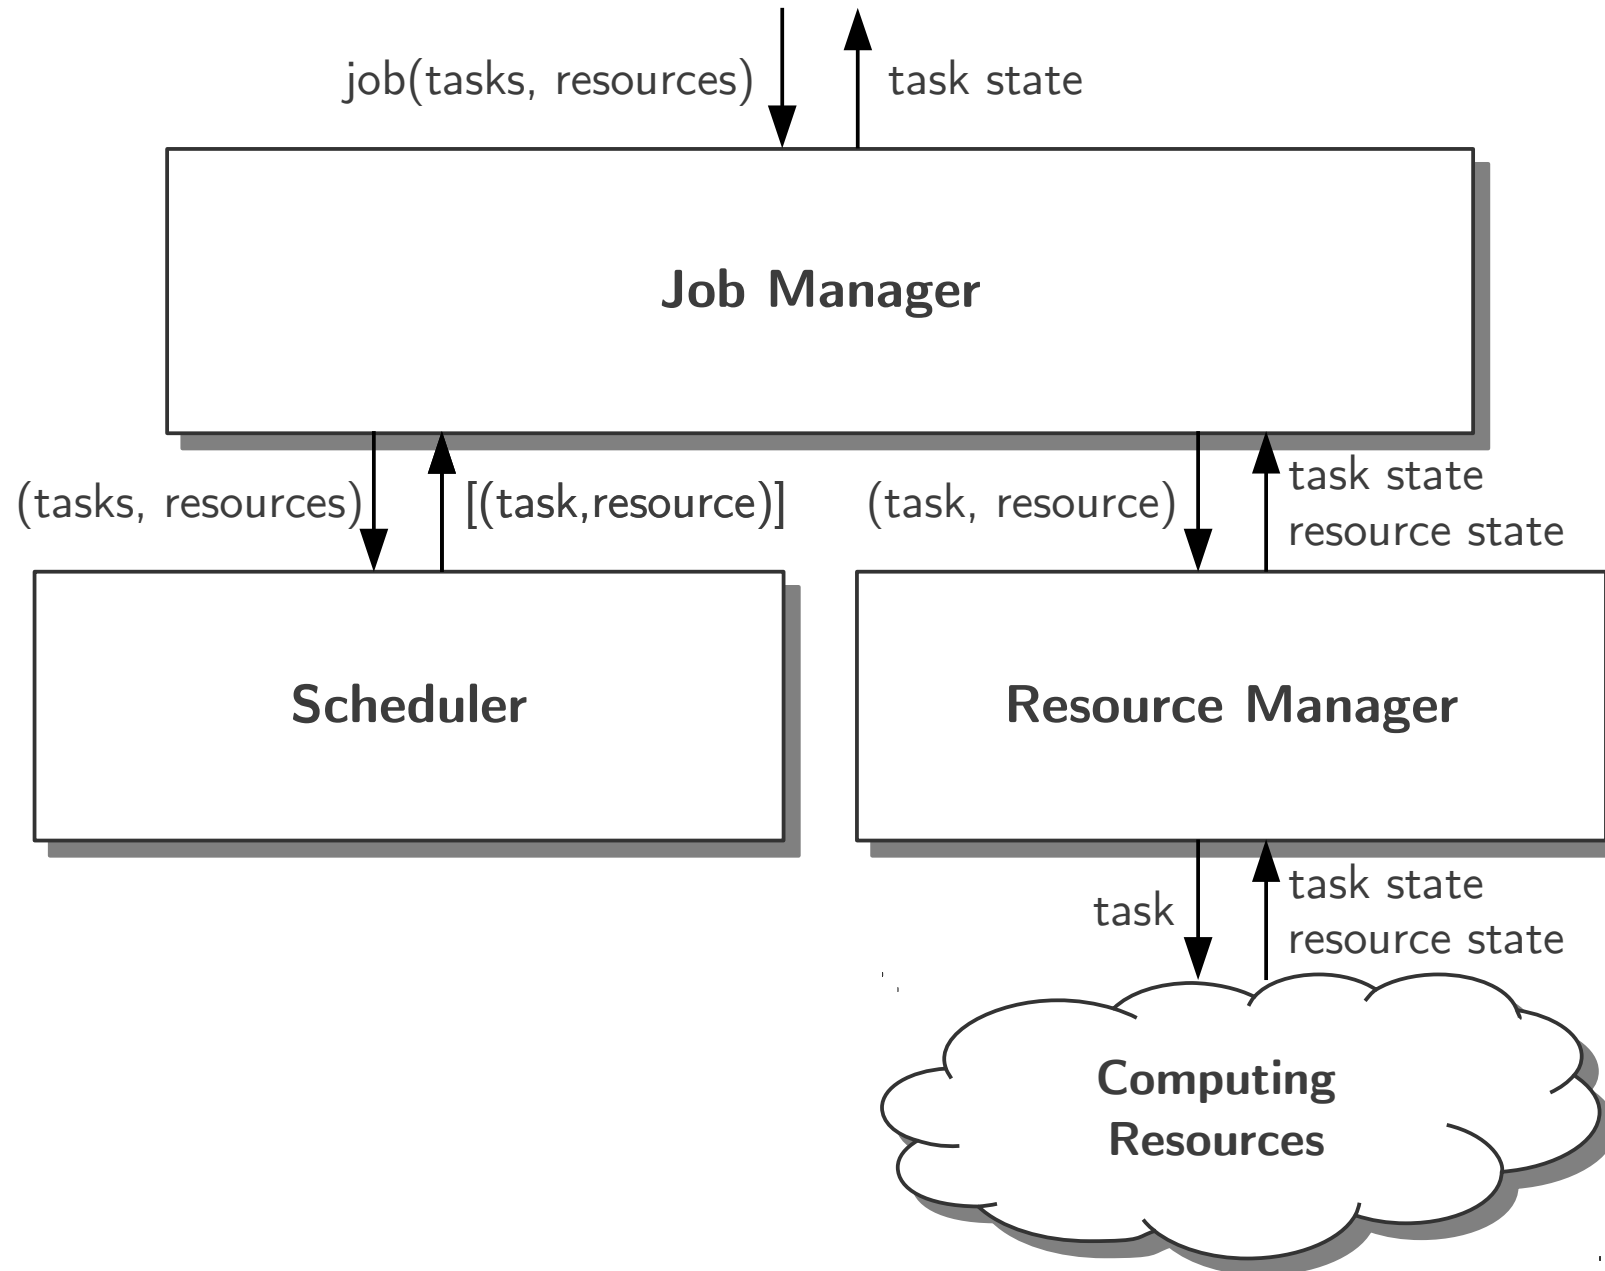 job(tasks, resources)
task state
Job Manager
(tasks, resources)
[(task,resource)]
(task, resource)
task state
resource state
Scheduler
Resource Manager
task
task state
resource state
Computing
Resources